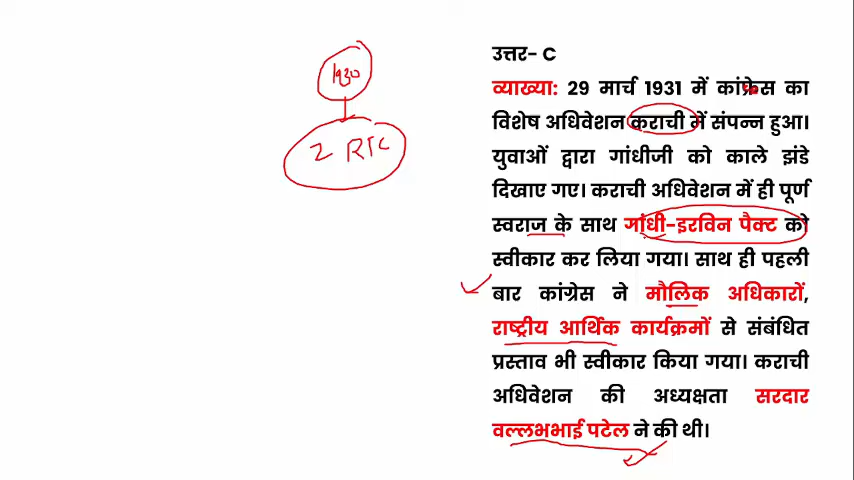 1930
2 RTC
उत्तर- C
व्याख्या: 29 मार्च 1931 में कांग्रेस का
विशेष अधिवेशन कराची में संपन्न हुआ।
युवाओं द्वारा गांधीजी को काले झंडे
दिखाए गए। कराची अधिवेशन में ही पूर्ण
स्वराज के साथ गांधी-इरविन पैक्ट को
स्वीकार कर लिया गया। साथ ही पहली
बार कांग्रेस ने मौलिक अधिकारों,
राष्ट्रीय आर्थिक कार्यक्रमों से संबंधित
प्रस्ताव भी स्वीकार किया गया। कराची
अधिवेशन की अध्यक्षता सरदार
वल्लभभाई पटेल ने की थी।